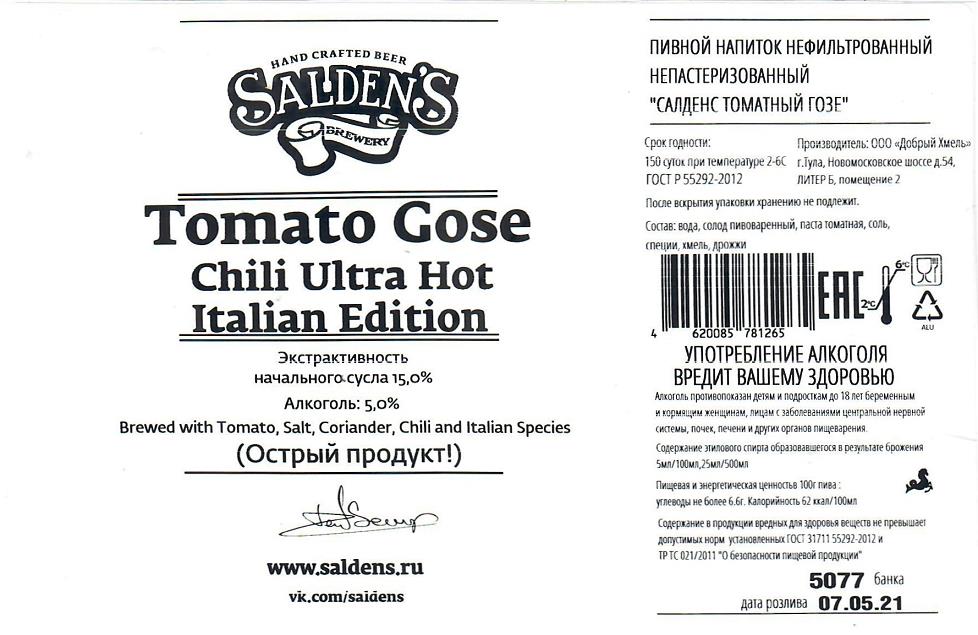 HAND CRAFTED BEER
SALDEN'S
BREWERY
Tomato Gose
Chili Ultra Hot
Italian Edition
Экстрактивность
начального сусла 15,0%
Алкоголь: 5,0%
Brewed with Tomato, Salt, Coriander, Chili and Italian Species
(Острый продукт!)
www.saldens.ru
vk.com/saldens
ПИВНОЙ НАПИТОК НЕФИЛЬТРОВАННЫЙ
НЕПАСТЕРИЗОВАННЫЙ
"САЛДЕНС ТОМАТНЫЙ ГОЗЕ"
Срок годности:
150 суток при температуре 2-6С
ГОСТ Р 55292-2012
Производитель: ООО «Добрый Хмель»
г.Тула, Новомосковское шоссе д.54,
ЛИТЕР Б, помещение 2
После вскрытия упаковки хранению не подлежит.
Состав: вода, солод пивоваренный, паста томатная, соль,
специи, хмель, дрожжи
4 620085 781265
EAC
6°C
2°C
ALU
УПОТРЕБЛЕНИЕ АЛКОГОЛЯ
ВРЕДИТ ВАШЕМУ ЗДОРОВЬЮ
Алкоголь противопоказан детям и подросткам до 18 лет беременным
и кормящим женщинам, лицам с заболеваниями центральной нервной
системы, почек, печени и других органов пищеварения.
Содержание этилового спирта образовавшегося в результате брожения
5мл/100мл,25мл/500мл
Пищевая и энергетическая ценностьв 100г пива :
углеводы не более 6.6г. Калорийность 62 ккал/100мл
Содержание в продукции вредных для здоровья веществ не превышает
допустимых норм установленных ГОСТ 31711 55292-2012 и
ТР ТС 021/2011 "О безопасности пищевой продукции"
5077 банка
дата розлива 07.05.21